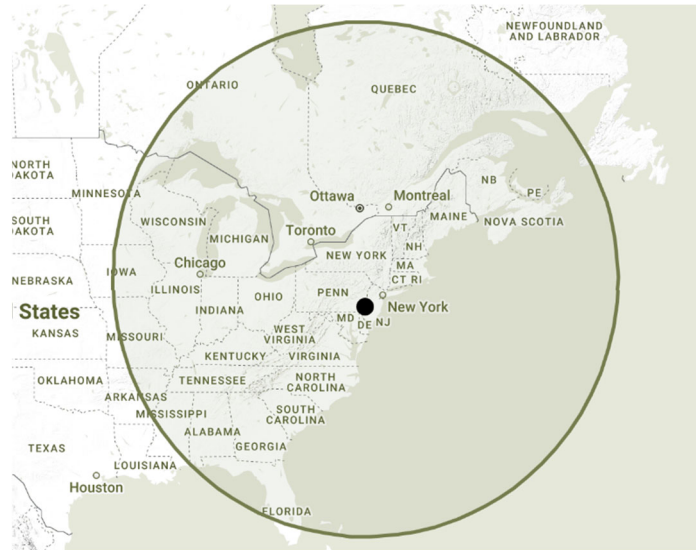 NEWFOUNDLAND
AND LABRADOR
ONTARIO
QUEBEC
NORTH
DAKOTA
MINNESOTA
Ottawa
Montreal
NB
PE
SOUTH
DAKOTA
WISCONSIN
MICHIGAN
Toronto
VT
MAINE
NOVA SCOTIA
NH
NEW YORK
Chicago
IOWA
MA
NEBRASKA
ILLINOIS
OHIO
PENN
CT RI
States
INDIANA
New York
MD
DE
NJ
KANSAS
MISSOURI
WEST
VIRGINIA
KENTUCKY
VIRGINIA
OKLAHOMA
TENNESSEE
NORTH
CAROLINA
ARKANSAS
MISSISSIPPI
SOUTH
CAROLINA
ALABAMA
GEORGIA
TEXAS
LOUISIANA
Houston
FLORIDA